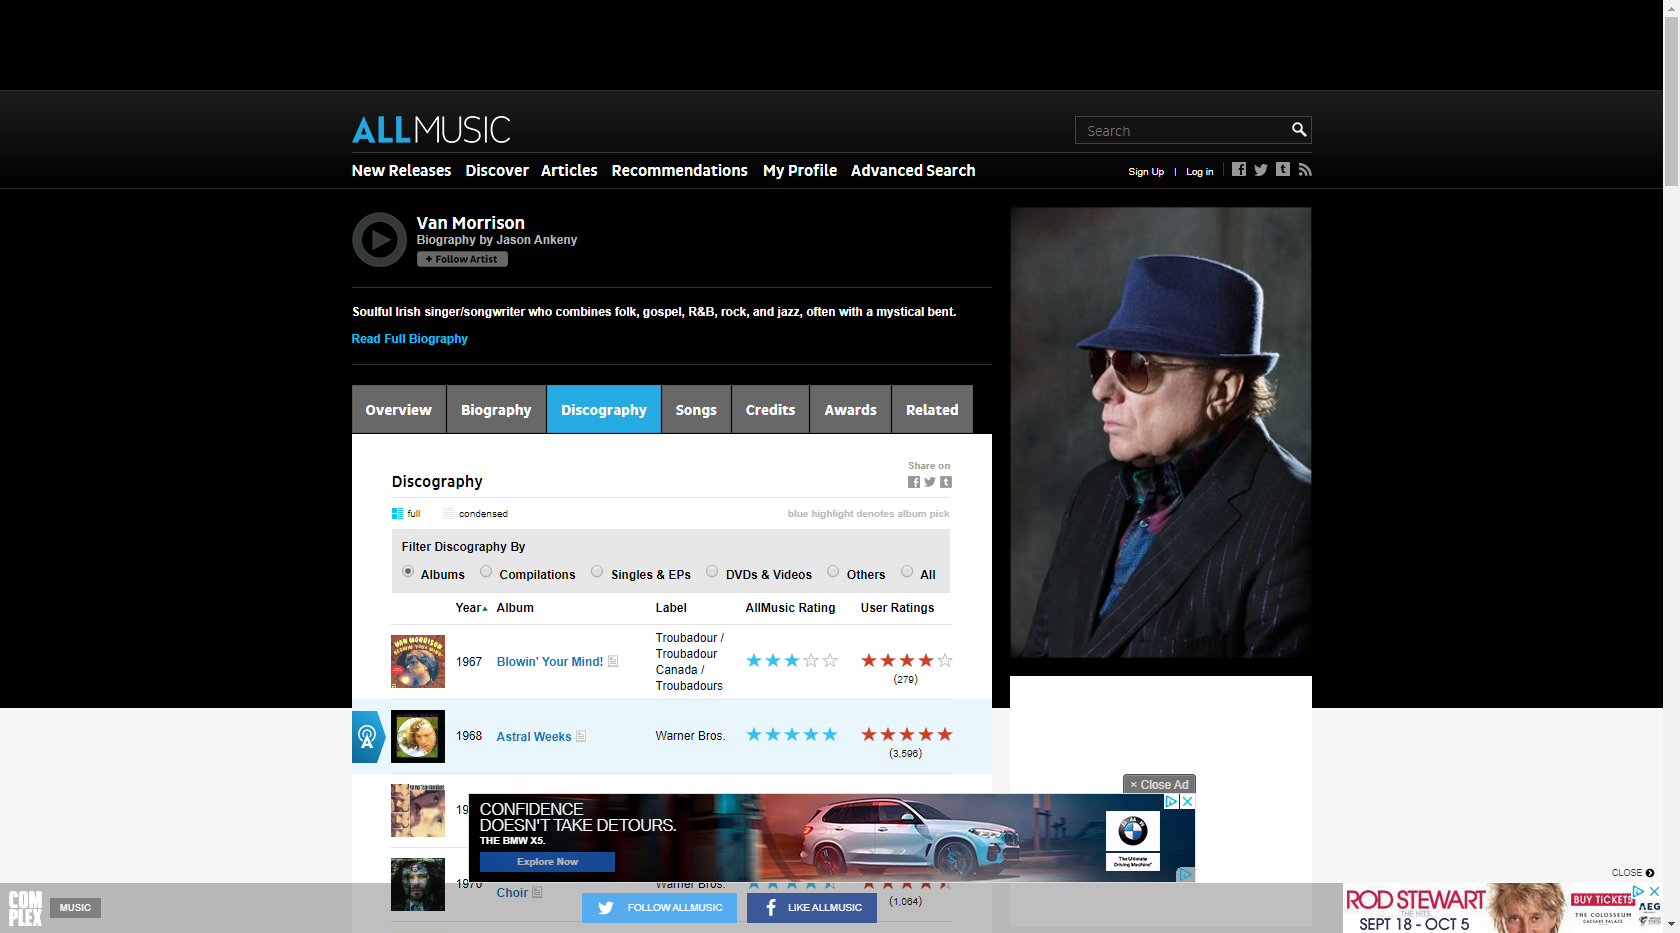 ALLMUSIC
Search
New Releases Discover Articles Recommendations My Profile Advanced Search
Sign Up | Log in
Van Morrison
Biography by Jason Ankeny
+ Follow Artist
Soulful Irish singer/songwriter who combines folk, gospel, R&B, rock, and jazz, often with a mystical bent.
Read Full Biography
Overview Biography Discography Songs Credits Awards Related
Share on
Discography
full condensed
blue highlight denotes album pick
Filter Discography By
Albums Compilations Singles & EPs DVDs & Videos Others All
Year Album Label AllMusic Rating User Ratings
VAN MORRISON
BLOWIN' YOUR MIND!
1967 Blowin' Your Mind!
Troubadour /
Troubadour
Canada /
Troubadours
(279)
1968 Astral Weeks Warner Bros.
(3,596)
× Close Ad
CONFIDENCE
DOESN'T TAKE DETOURS.
THE BMW X5.
Explore Now
The Ultimate
Driving Machine®
1970 Choir Warner Bros.
(1,064)
CLOSE
COM
PLEX
MUSIC
FOLLOW ALLMUSIC
LIKE ALLMUSIC
ROD STEWART
THE HITS.
SEPT 18 - OCT 5
BUY TICKETS
THE COLOSSEUM
CAESARS PALACE
AEG